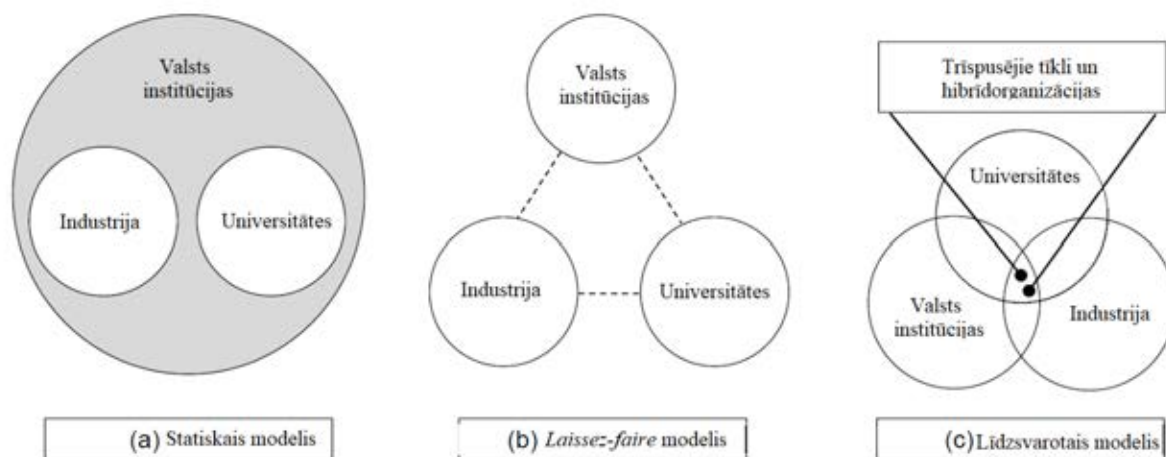 Valsts
institūcijas
Industrija
Universitātes
(a) Statiskais modelis
Valsts
institūcijas
Industrija
Universitātes
(b) Laissez-faire modelis
Trīspusējie tīkli un
hibrīdorganizācijas
Universitātes
Valsts
institūcijas
Industrija
(c) Līdzsvarotais modelis